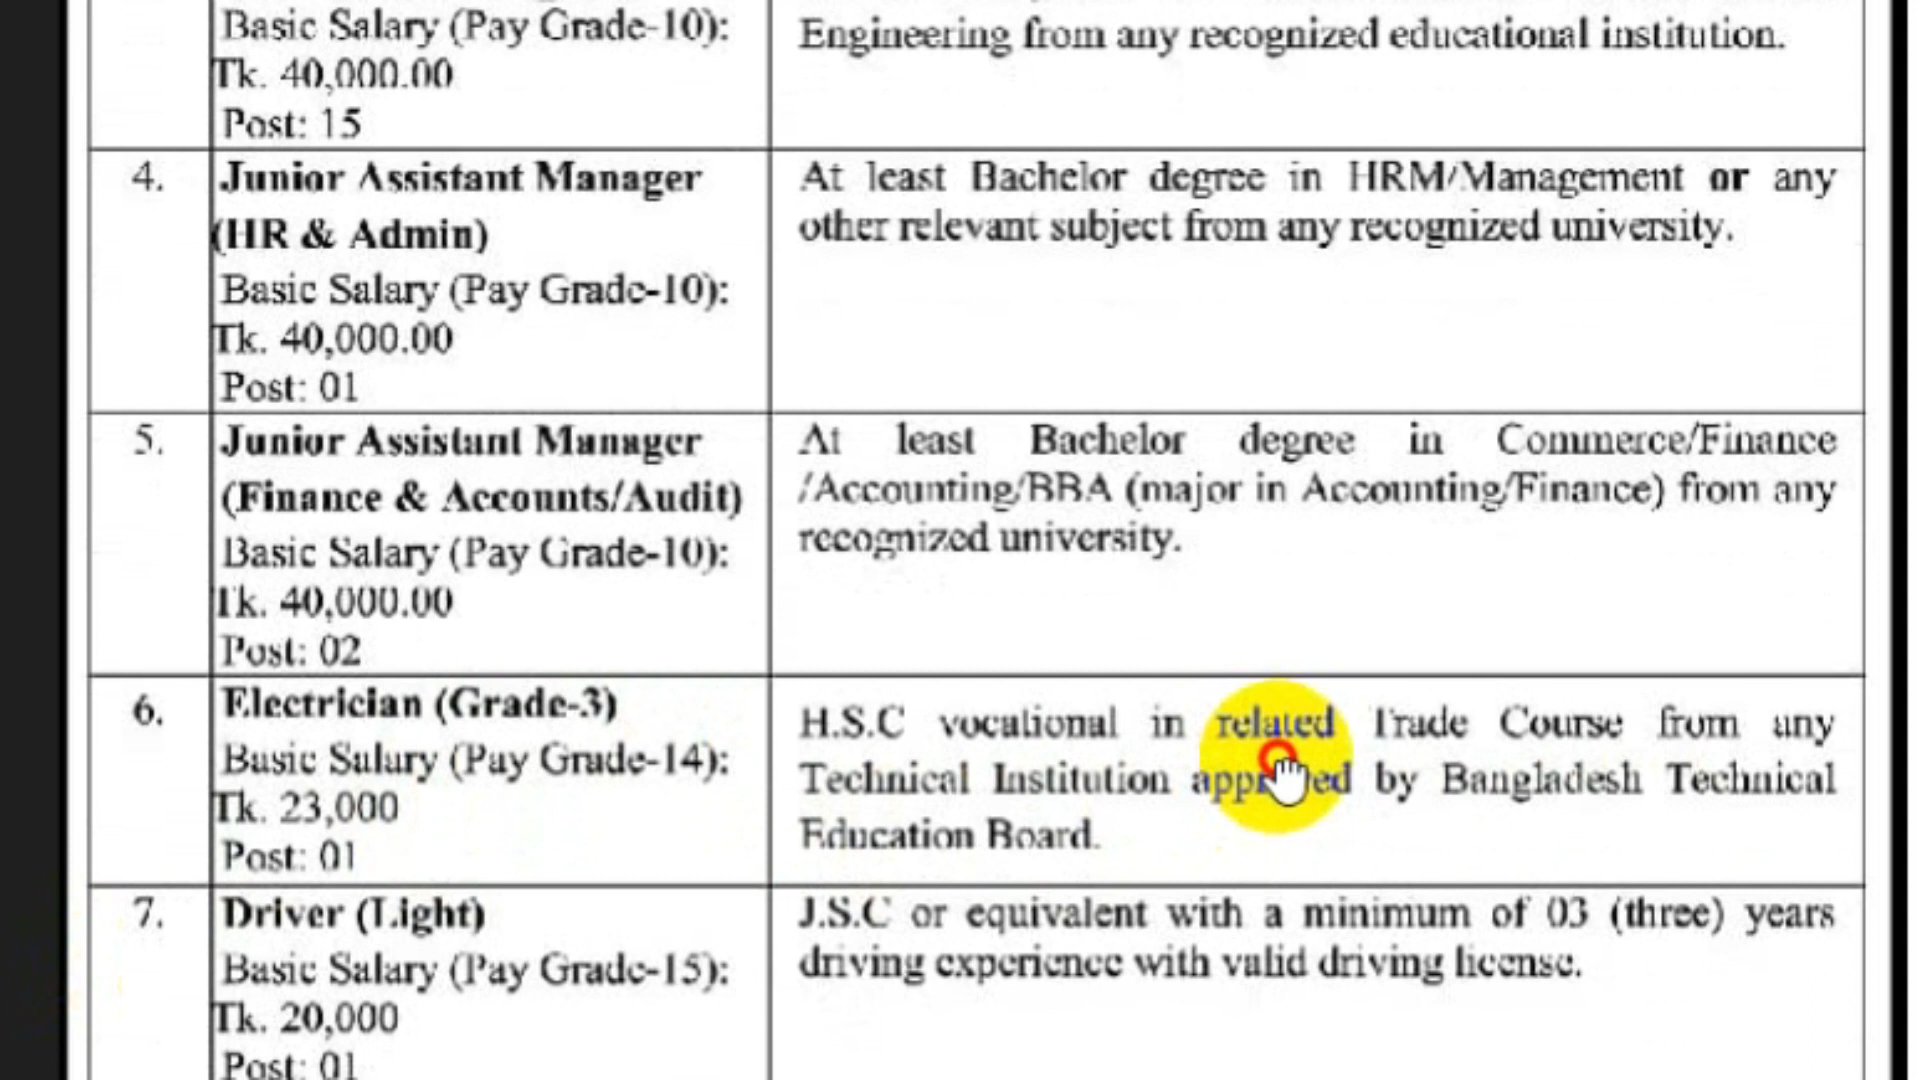 Basic Salary (Pay Grade-10):
Tk. 40,000.00
Post: 15
Engineering from any recognized educational institution.
4.
Junior Assistant Manager
(HR & Admin)
Basic Salary (Pay Grade-10):
Tk. 40,000.00
Post: 01
At least Bachelor degree in HRM/Management or any
other relevant subject from any recognized university.
5.
Junior Assistant Manager
(Finance & Accounts/Audit)
Basic Salary (Pay Grade-10):
Tk. 40,000.00
Post: 02
At least Bachelor degree in Commerce/Finance
/Accounting/BBA (major in Accounting/Finance) from any
recognized university.
6.
Electrician (Grade-3)
Basic Salary (Pay Grade-14):
Tk. 23,000
Post: 01
H.S.C vocational in related Trade Course from any
Technical Institution approved by Bangladesh Technical
Education Board.
7.
Driver (Light)
Basic Salary (Pay Grade-15):
Tk. 20,000
Post: 01
J.S.C or equivalent with a minimum of 03 (three) years
driving experience with valid driving license.